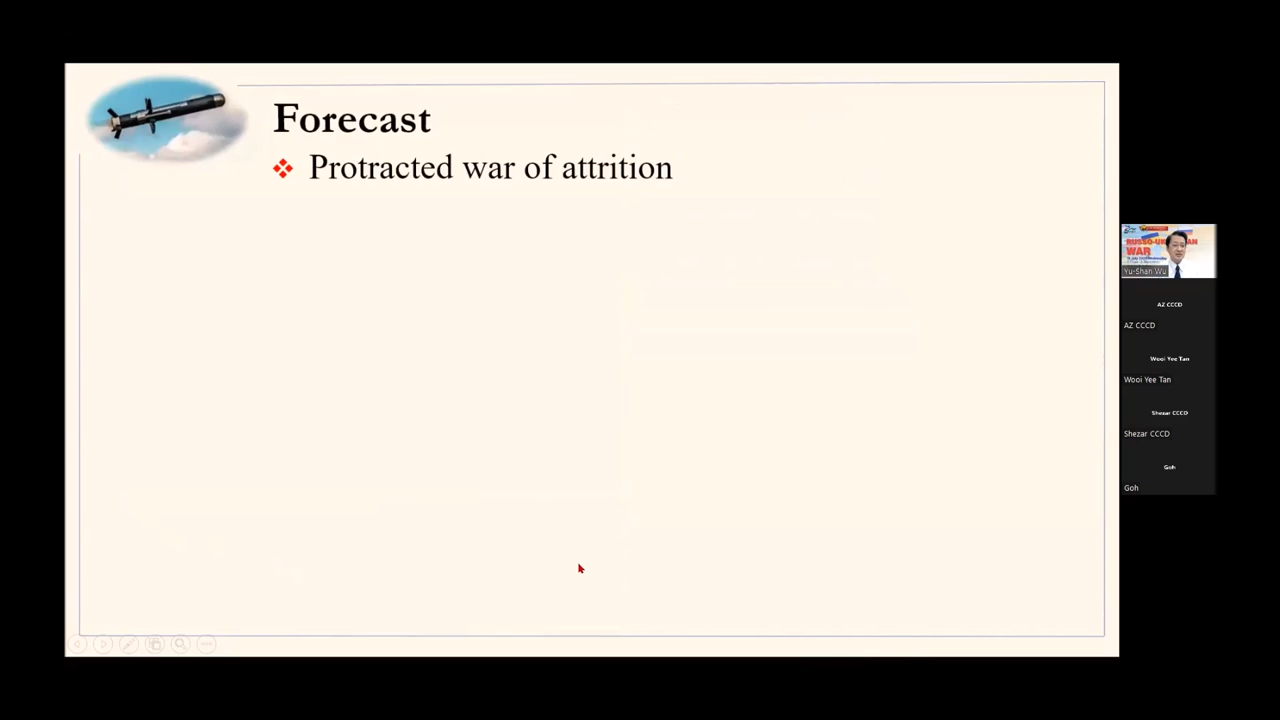 Forecast
Protracted war of attrition
WAR
Yu-Shan Wu
AZ CCCD
AZ CCCD
Wooi Yee Tan
Wooi Yee Tan
Shezar CCCD
Shezar CCCD
Goh
Goh